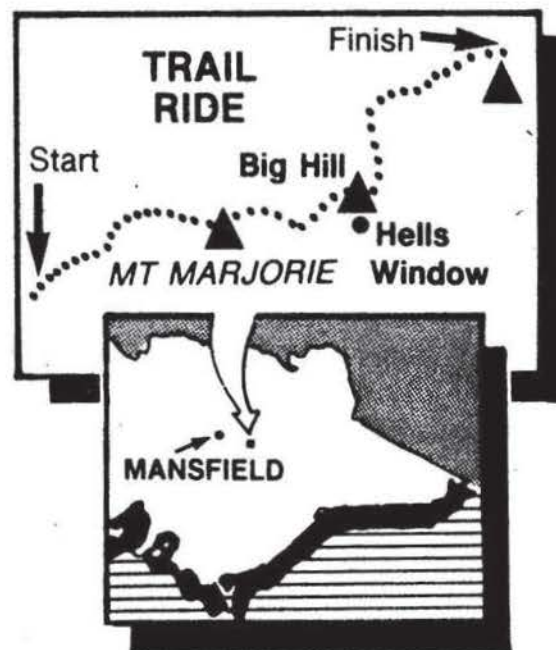 Finish
TRAIL
RIDE
Start
Big Hill
Hells
Window
MT MARJORIE
MANSFIELD